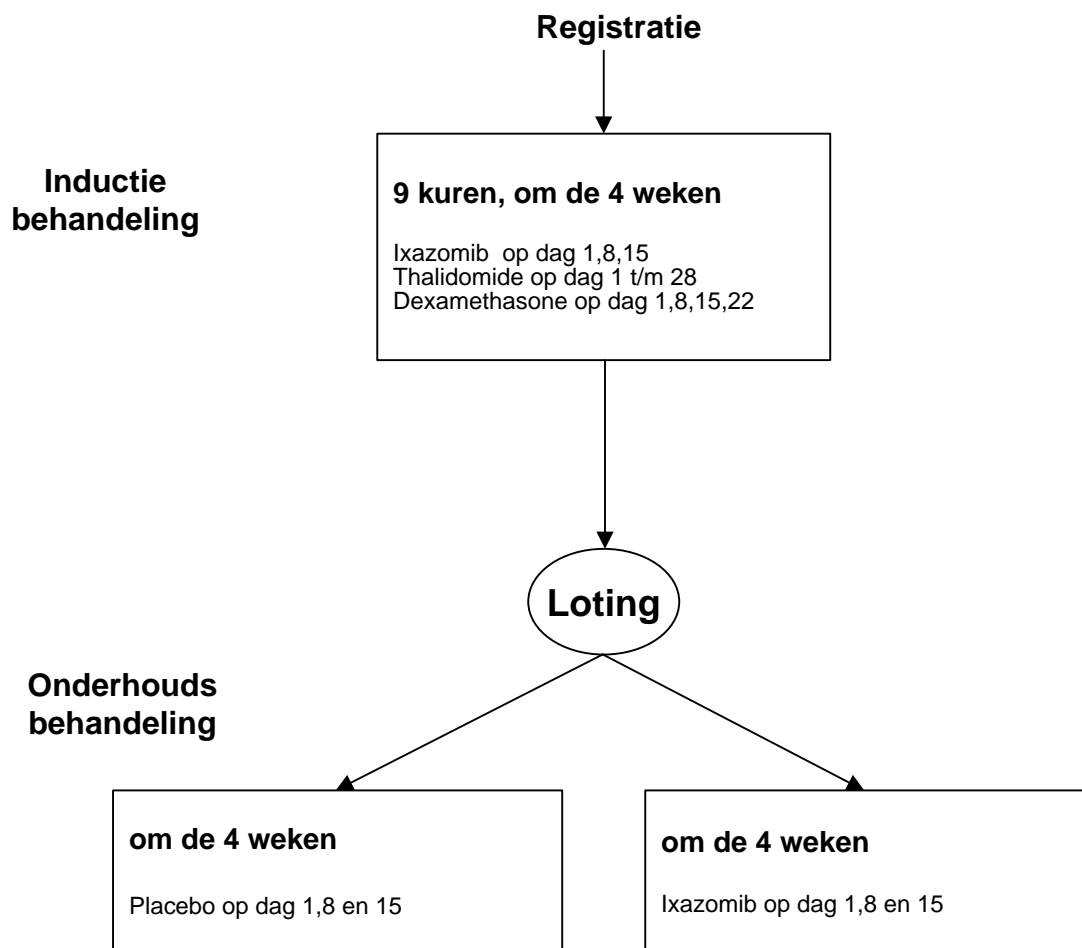 Registratie
Inductie
behandeling
9 kuren, om de 4 weken
Ixazomib  op dag 1,8,15
Thalidomide op dag 1 t/m 28
Dexamethasone op dag 1,8,15,22
Loting
Onderhouds
behandeling
om de 4 weken
Placebo op dag 1,8 en 15
om de 4 weken
Ixazomib op dag 1,8 en 15